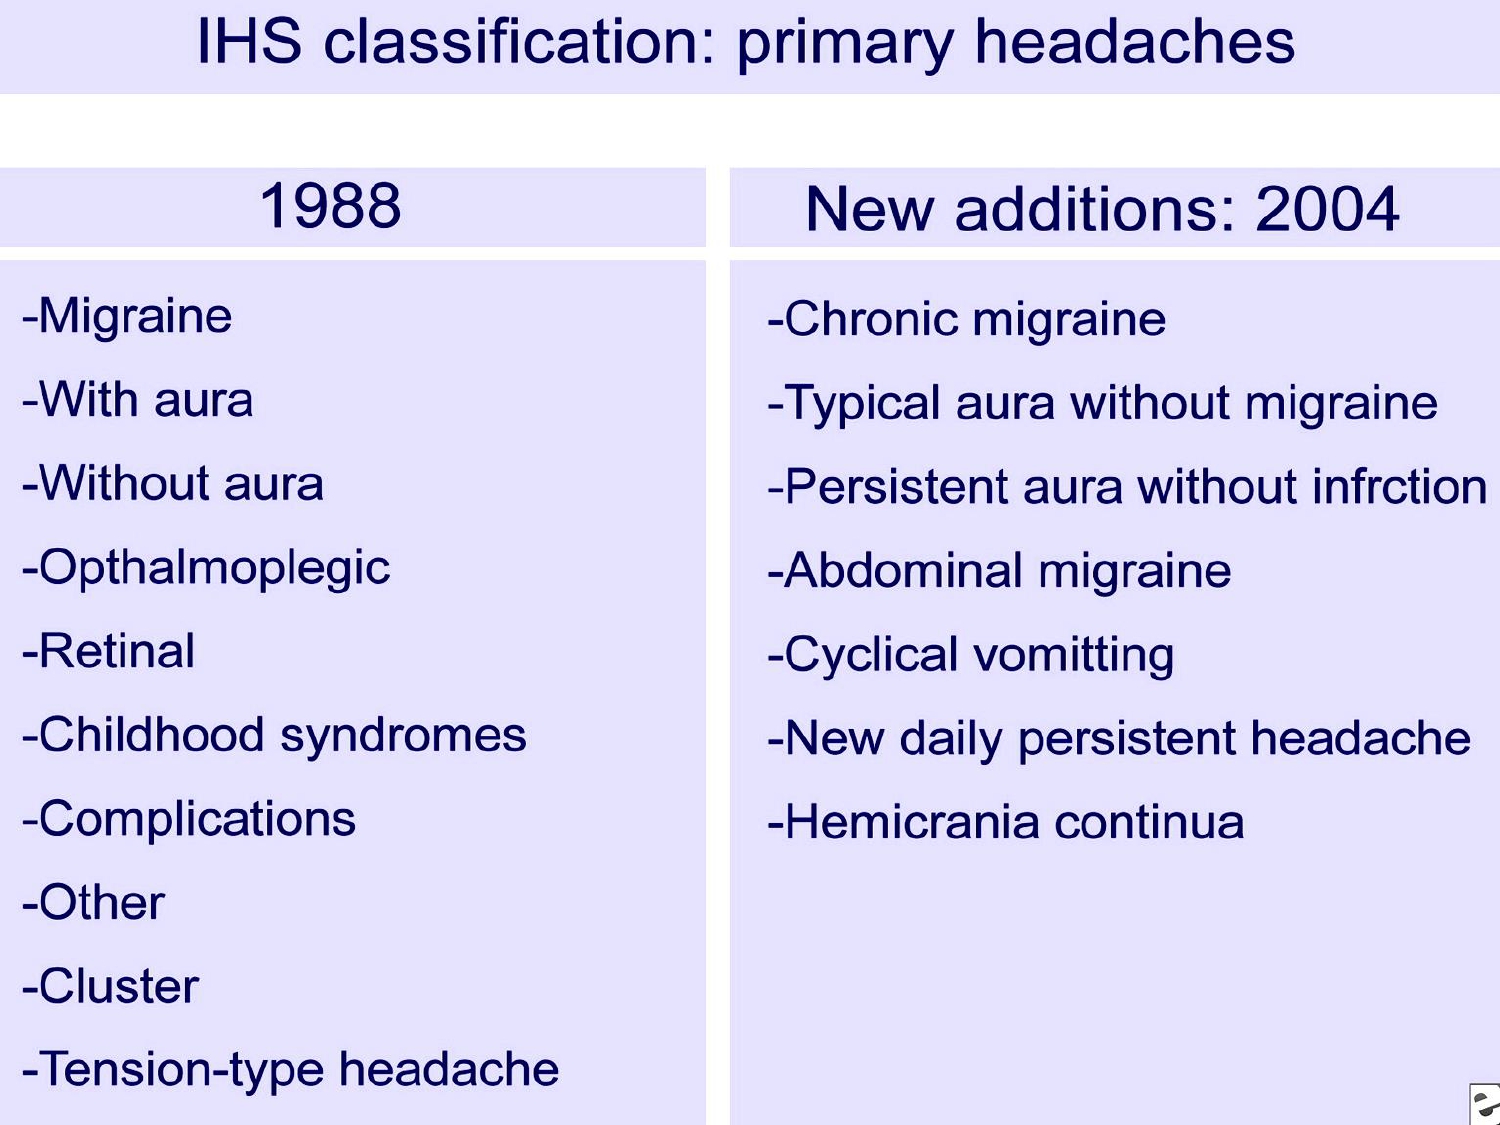 IHS classification: primary headaches
1988
-Migraine
-With aura
-Without aura
-Opthalmoplegic
-Retinal
-Childhood syndromes
-Complications
-Other
-Cluster
-Tension-type headache
New additions: 2004
-Chronic migraine
-Typical aura without migraine
-Persistent aura without infrction
-Abdominal migraine
-Cyclical vomitting
-New daily persistent headache
-Hemicrania continua